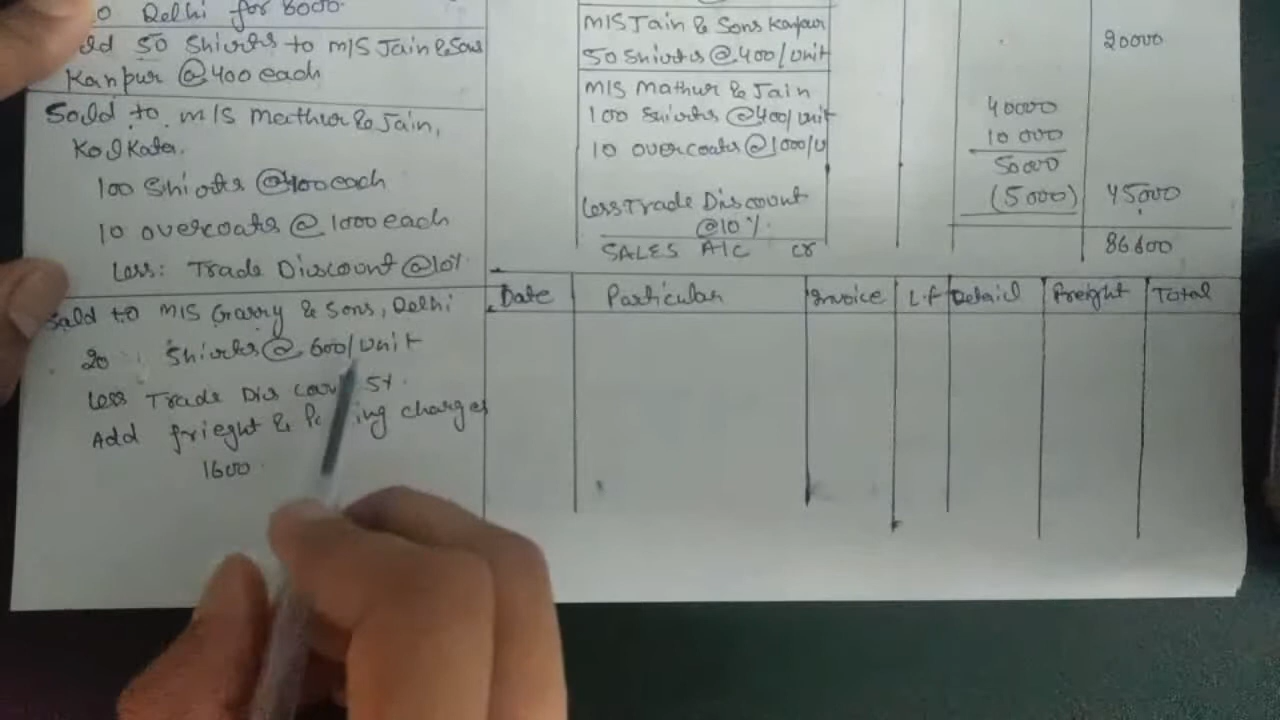 Delhi for 8000.
50 Shirts to M/S Jain & Sons
Kanpur @ 400 each
Sold to M/S Mathur & Jain,
Kolkata.
100 Shirts @400 each
10 overcoats @ 1000 each
Less: Trade Discount @10%
Sold to M/S Garry & Sons, Delhi
20 Shirts @ 600/Unit
Less Trade Dis 5%.
Add frieght & charges
1600
M/S Jain & Sons Kanpur
50 Shirts @ 400/Unit
20000
M/S Mathur & Jain
100 Shirts @400/unit
40000
10 overcoats @1000/U
10 000
50000
Less Trade Discount
(5000) 45000
@10%.
SALES A/C cr
86600
Date Particular Invoice L.f Detail Freight Total